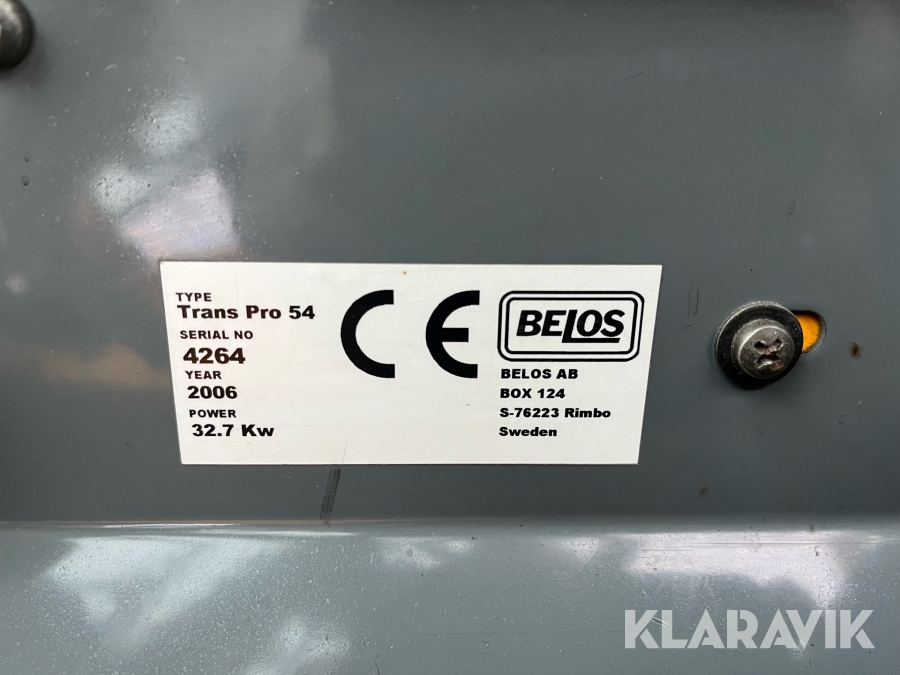 TYPE
Trans Pro 54
SERIAL NO
4264
YEAR
2006
POWER
32.7 Kw
CE
BELOS
BELOS AB
BOX 124
S-76223 Rimbo
Sweden
KLARAVIK